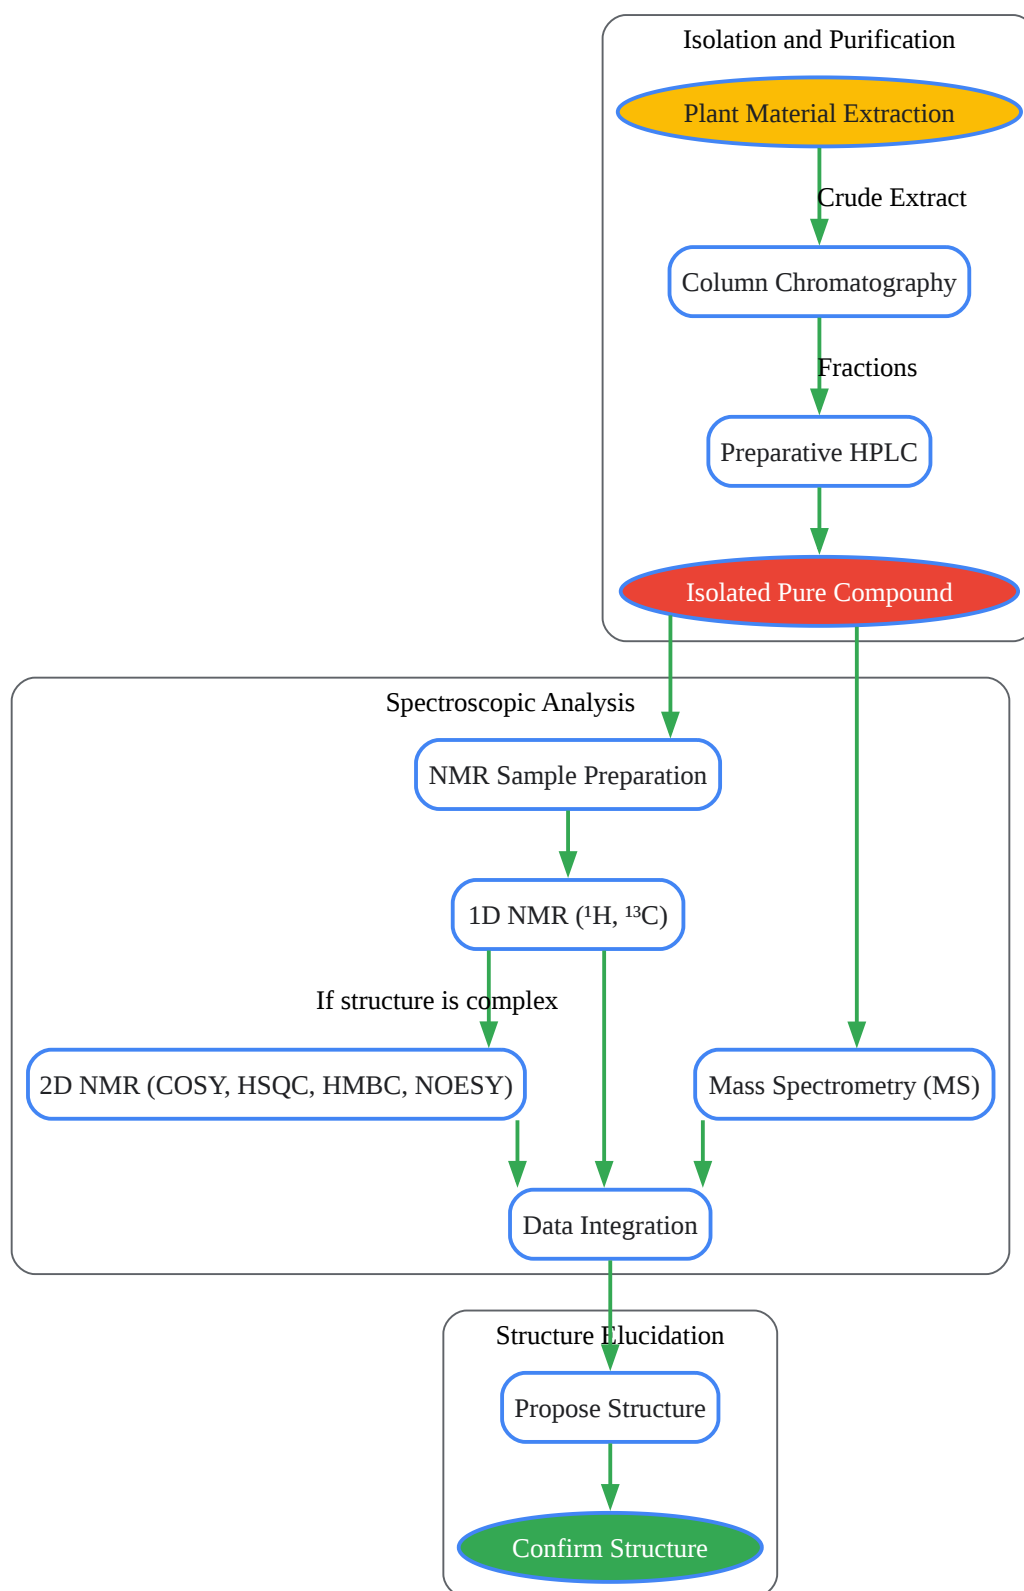 Isolation and Purification
Plant Material Extraction
Crude Extract
Column Chromatography
Fractions
Preparative HPLC
Isolated Pure Compound
Spectroscopic Analysis
NMR Sample Preparation
1D NMR (¹H, ¹³C)
If structure is complex
2D NMR (COSY, HSQC, HMBC, NOESY)
Mass Spectrometry (MS)
Data Integration
Structure Elucidation
Propose Structure
Confirm Structure